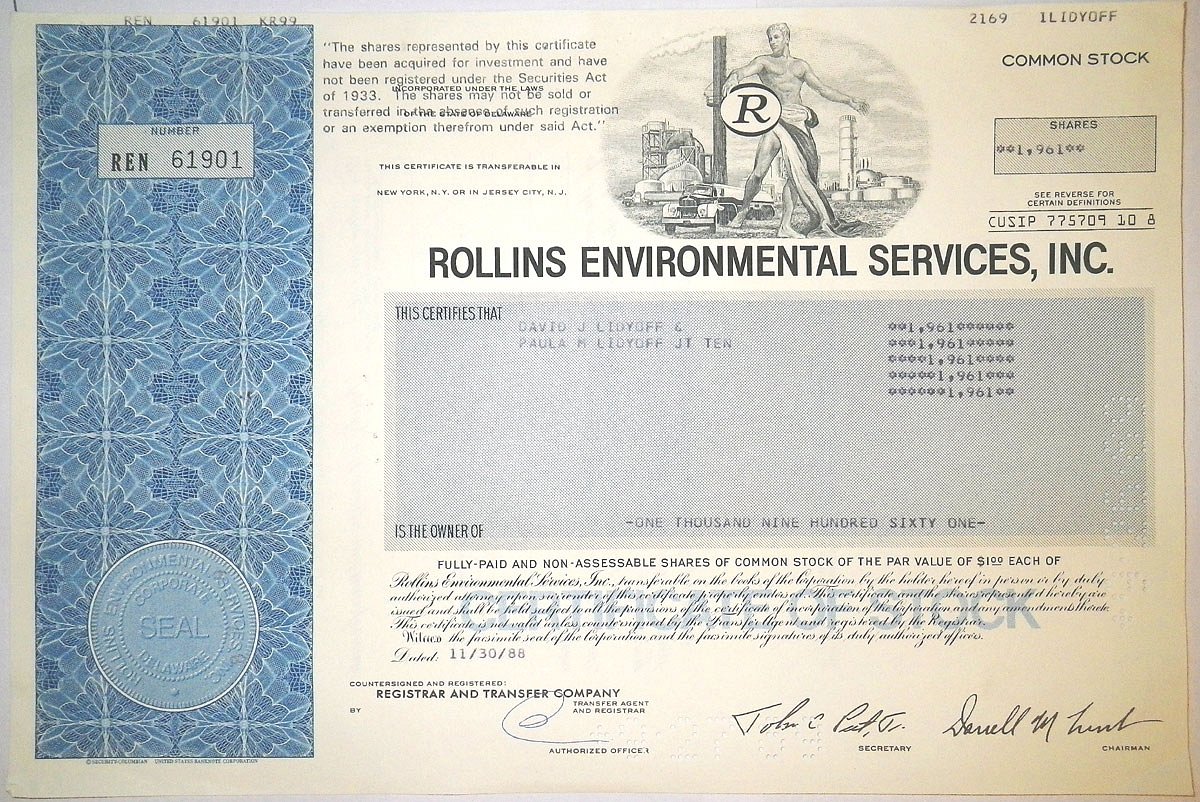 REN 61901 KR99
2169 1LIDYOFF
"The shares represented by this certificate
have been acquired for investment and have
not been registered under the Securities Act
INCORPORATED UNDER THE LAWS
of 1933. The shares may not be sold or
transferred in the absence of such registration
OF THE STATE OF DELAWARE
or an exemption therefrom under said Act."
COMMON STOCK
NUMBER
REN 61901
R
SHARES
**1,961**
THIS CERTIFICATE IS TRANSFERABLE IN
NEW YORK, N.Y. OR IN JERSEY CITY, N.J.
SEE REVERSE FOR
CERTAIN DEFINITIONS
CUSIP 775709 10 8
ROLLINS ENVIRONMENTAL SERVICES, INC.
THIS CERTIFIES THAT
DAVID J LIDYOFF &
PAULA M LIDYOFF JT TEN
**1,961******
***1,961*****
****1,961****
*****1,961***
******1,961**
IS THE OWNER OF
-ONE THOUSAND NINE HUNDRED SIXTY ONE-
FULLY-PAID AND NON-ASSESSABLE SHARES OF COMMON STOCK OF THE PAR VALUE OF $1.00 EACH OF
Rollins Environmental Services, Inc., transferable on the books of the Corporation by the holder hereof in person or by duly
authorized attorney upon surrender of this certificate properly endorsed. This certificate and the shares represented hereby are
issued and shall be held subject to all the provisions of the certificate of incorporation of the Corporation and any amendments thereto.
This certificate is not valid unless countersigned by the Transfer Agent and registered by the Registrar.
Witness the facsimile seal of the Corporation and the facsimile signatures of its duly authorized officers.
CERTIFICATE OF STOCK
Dated: 11/30/88
ROLLINS ENVIRONMENTAL SERVICES, INC.
CORPORATE
SEAL
DELAWARE
COUNTERSIGNED AND REGISTERED:
REGISTRAR AND TRANSFER COMPANY
TRANSFER AGENT
AND REGISTRAR
BY
AUTHORIZED OFFICER
SECRETARY
CHAIRMAN
© SECURITY-COLUMBIAN UNITED STATES BANKNOTE CORPORATION